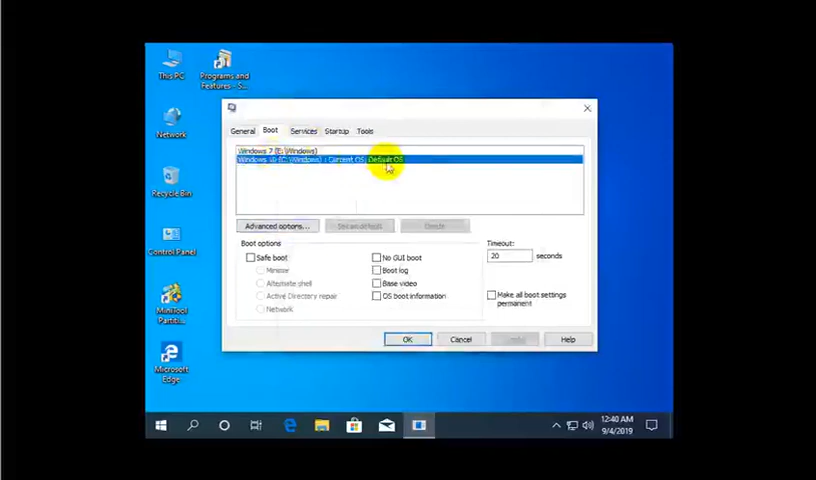 This PC
Programs and
Features - S...
Network
Recycle Bin
Control Panel
MiniTool
Partiti...
Microsoft
Edge
General Boot Services Startup Tools
Windows 7 (E:\Windows)
Windows 10 (C:\Windows) : Current OS; Default OS
Advanced options... Set as default Delete
Boot options
Safe boot
Minimal
Alternate shell
Active Directory repair
Network
No GUI boot
Boot log
Base video
OS boot information
Timeout:
20 seconds
Make all boot settings
permanent
OK Cancel Apply Help
12:40 AM
9/4/2019